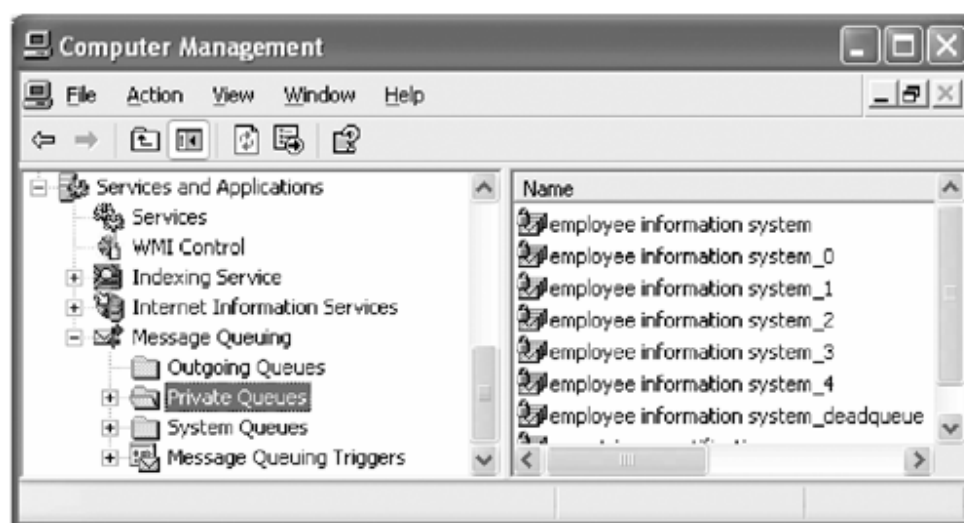 Computer Management
File Action View Window Help
Services and Applications
Services
WMI Control
Indexing Service
Internet Information Services
Message Queuing
Outgoing Queues
Private Queues
System Queues
Message Queuing Triggers
Name
employee information system
employee information system_0
employee information system_1
employee information system_2
employee information system_3
employee information system_4
employee information system_deadqueue